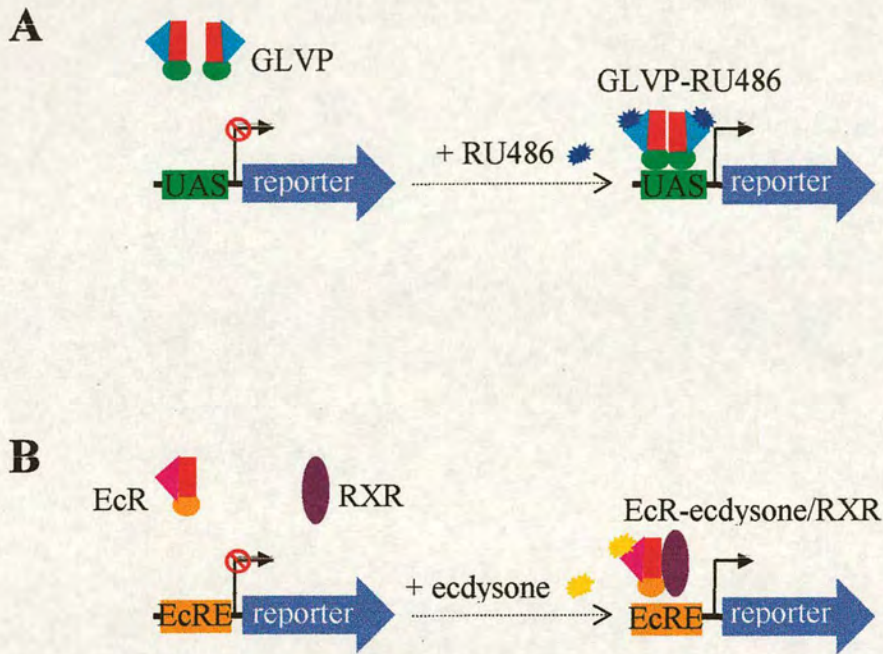 A
GLVP
GLVP-RU486
+ RU486
UAS
reporter
UAS
reporter
B
EcR
RXR
EcR-ecdysone/RXR
+ ecdysone
EcRE
reporter
EcRE
reporter